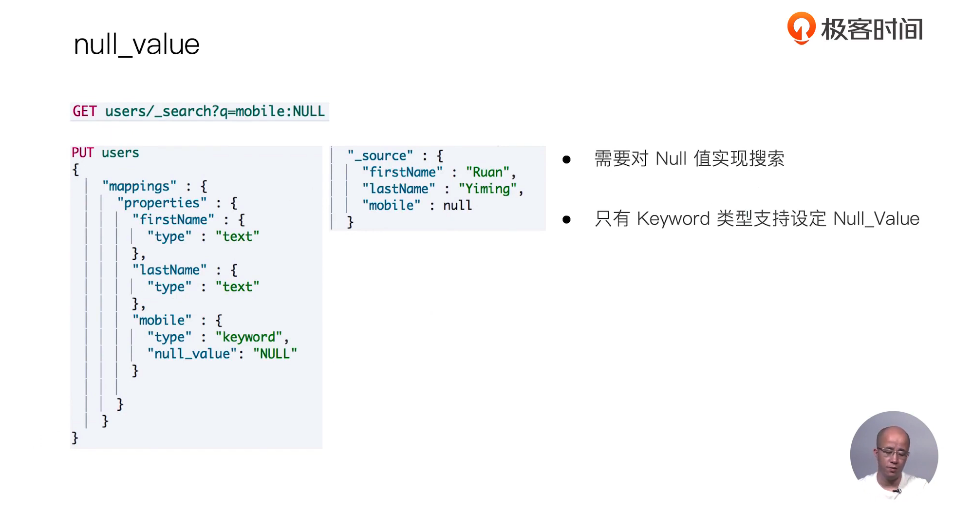 null_value
极客时间
GET users/_search?q=mobile:NULL
PUT users
{
"mappings" : {
"properties" : {
"firstName" : {
"type" : "text"
},
"lastName" : {
"type" : "text"
},
"mobile" : {
"type" : "keyword",
"null_value": "NULL"
}
}
}
}
"_source" : {
"firstName" : "Ruan",
"lastName" : "Yiming",
"mobile" : null
}
● 需要对 Null 值实现搜索
● 只有 Keyword 类型支持设定 Null_Value